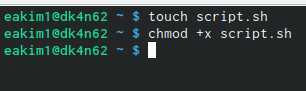 eakim1@dk4n62 ~ $ touch script.sh
eakim1@dk4n62 ~ $ chmod +x script.sh
eakim1@dk4n62 ~ $